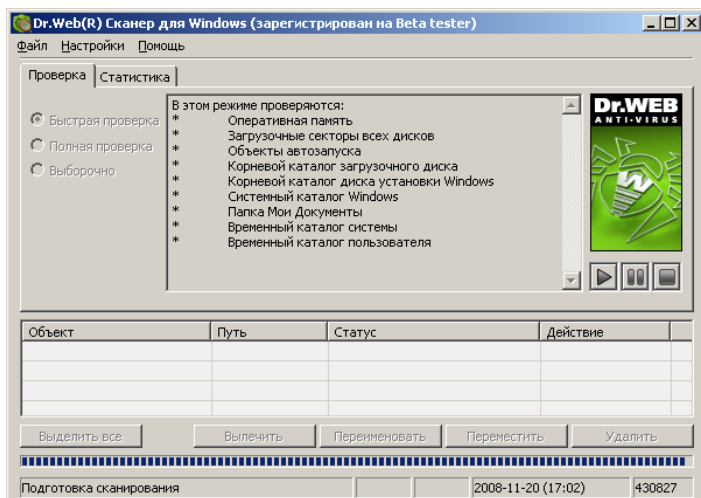 Dr.Web(R) Сканер для Windows (зарегистрирован на Beta tester)
Файл Настройки Помощь
Проверка Статистика
Быстрая проверка
Полная проверка
Выборочно
В этом режиме проверяются:
* Оперативная память
* Загрузочные секторы всех дисков
* Объекты автозапуска
* Корневой каталог загрузочного диска
* Корневой каталог диска установки Windows
* Системный каталог Windows
* Папка Мои Документы
* Временный каталог системы
* Временный каталог пользователя
Dr.WEB
ANTI-VIRUS
Объект Путь Статус Действие
Выделить все Вылечить Переименовать Переместить Удалить
Подготовка сканирования 2008-11-20 (17:02) 430827